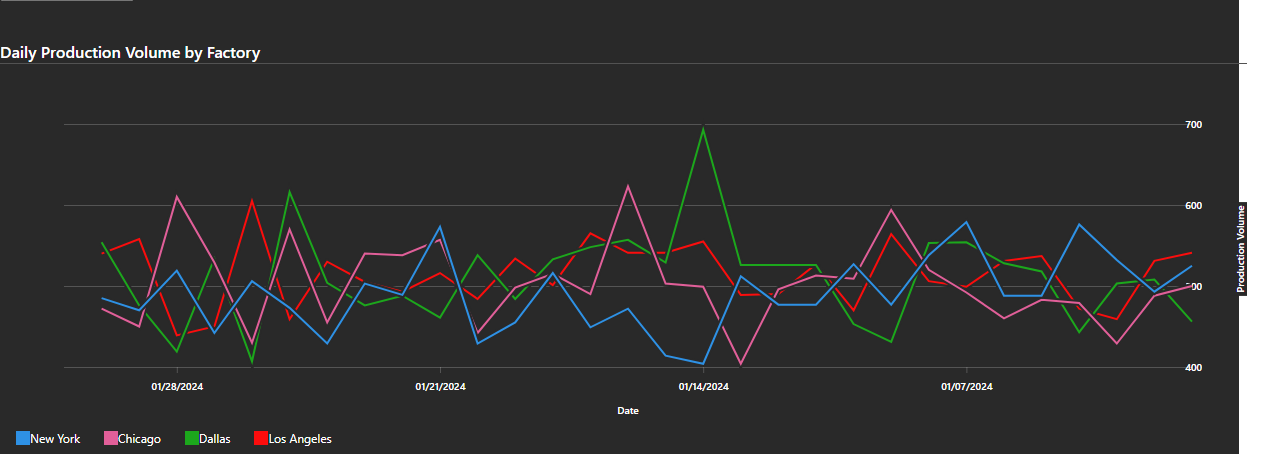 Daily Production Volume by Factory
700
600
500
400
Production Volume
01/28/2024 01/21/2024 01/14/2024 01/07/2024
Date
New York Chicago Dallas Los Angeles